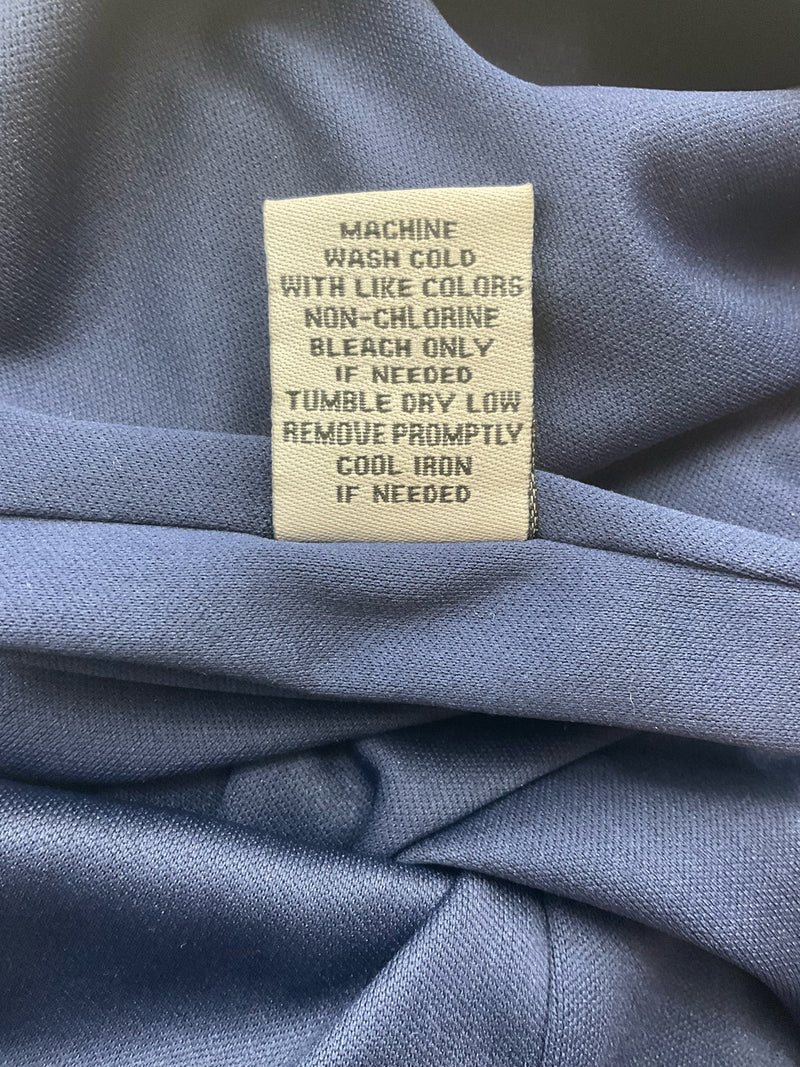 MACHINE
WASH COLD
WITH LIKE COLORS
NON-CHLORINE
BLEACH ONLY
IF NEEDED
TUMBLE DRY LOW
REMOVE PROMPTLY
COOL IRON
IF NEEDED